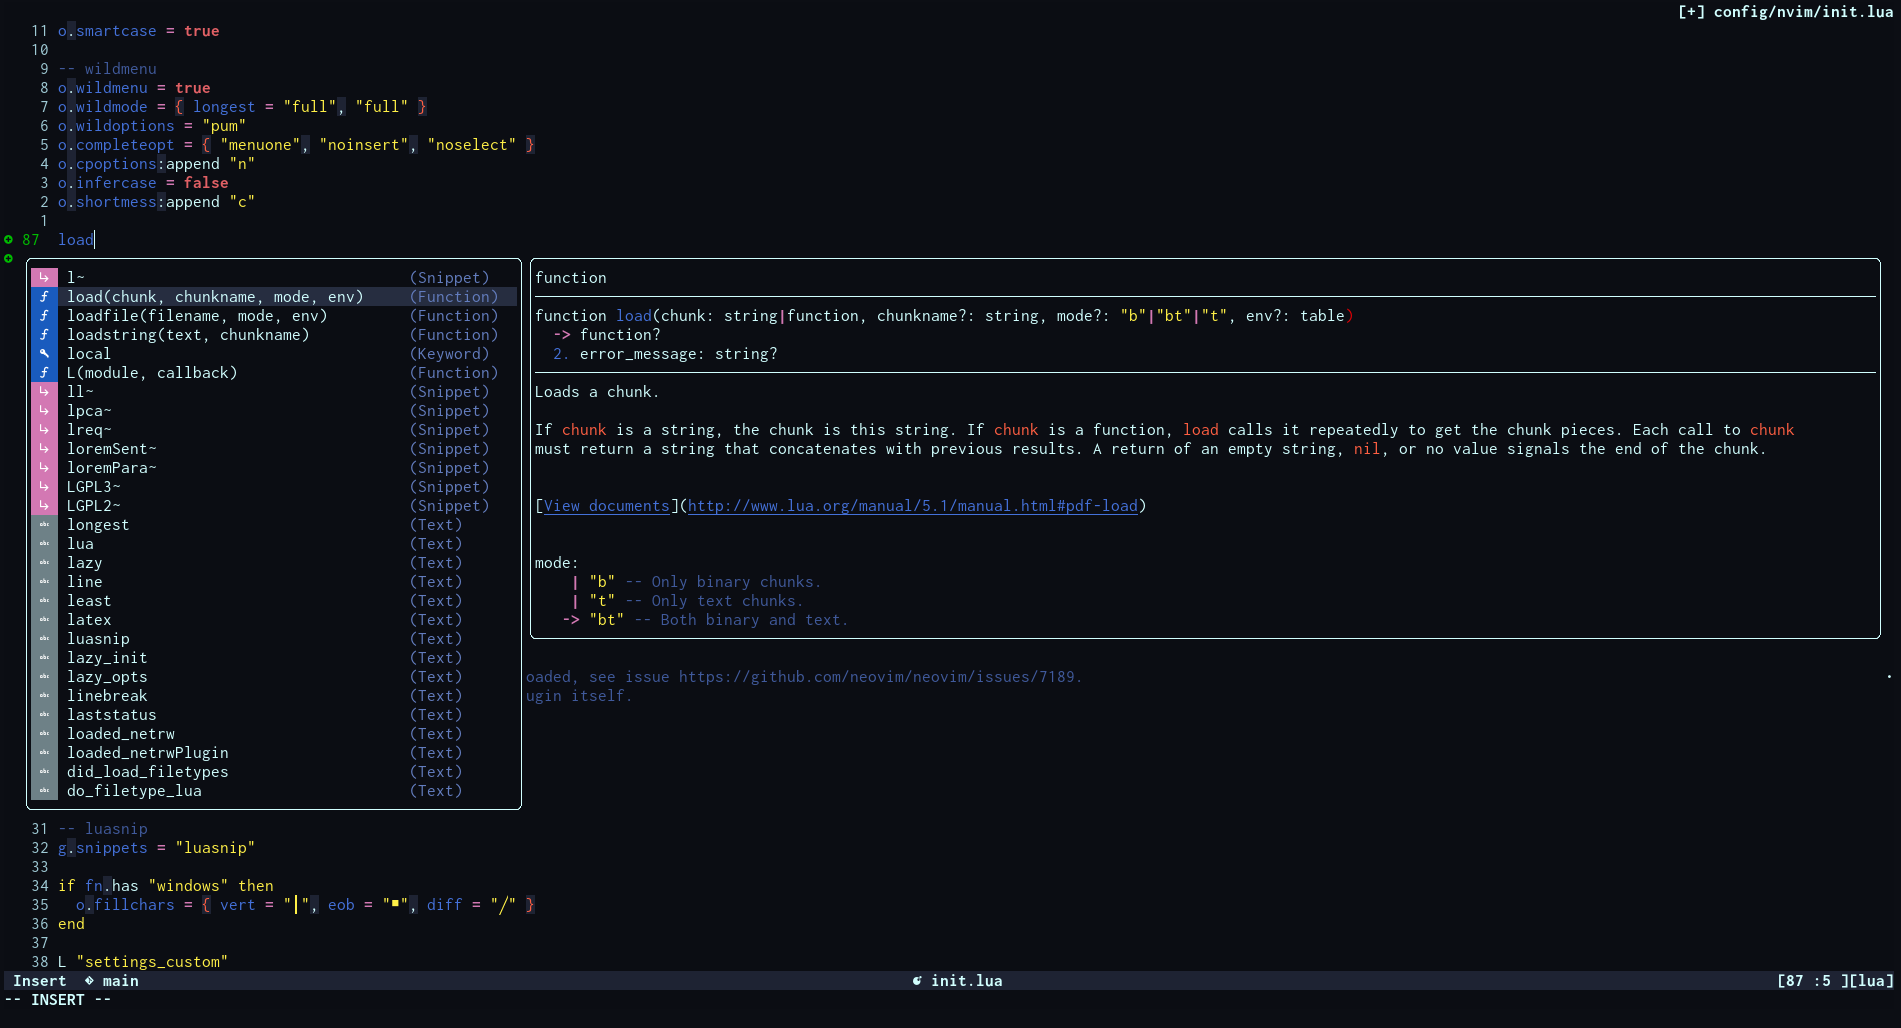 [+] config/nvim/init.lua
11 o.smartcase = true
10
9 -- wildmenu
8 o.wildmenu = true
7 o.wildmode = { longest = "full", "full" }
6 o.wildoptions = "pum"
5 o.completeopt = { "menuone", "noinsert", "noselect" }
4 o.cpoptions:append "n"
3 o.infercase = false
2 o.shortmess:append "c"
1
87 load
l~ (Snippet)
load(chunk, chunkname, mode, env) (Function)
loadfile(filename, mode, env) (Function)
loadstring(text, chunkname) (Function)
local (Keyword)
L(module, callback) (Function)
ll~ (Snippet)
lpca~ (Snippet)
lreq~ (Snippet)
loremSent~ (Snippet)
loremPara~ (Snippet)
LGPL3~ (Snippet)
LGPL2~ (Snippet)
abc longest (Text)
abc lua (Text)
abc lazy (Text)
abc line (Text)
abc least (Text)
abc latex (Text)
abc luasnip (Text)
abc lazy_init (Text)
abc lazy_opts (Text)
abc linebreak (Text)
abc laststatus (Text)
abc loaded_netrw (Text)
abc loaded_netrwPlugin (Text)
abc did_load_filetypes (Text)
abc do_filetype_lua (Text)
function
function load(chunk: string|function, chunkname?: string, mode?: "b"|"bt"|"t", env?: table)
-> function?
2. error_message: string?
Loads a chunk.
If chunk is a string, the chunk is this string. If chunk is a function, load calls it repeatedly to get the chunk pieces. Each call to chunk
must return a string that concatenates with previous results. A return of an empty string, nil, or no value signals the end of the chunk.
[View documents](http://www.lua.org/manual/5.1/manual.html#pdf-load)
mode:
| "b" -- Only binary chunks.
| "t" -- Only text chunks.
-> "bt" -- Both binary and text.
oaded, see issue https://github.com/neovim/neovim/issues/7189.
ugin itself.
31 -- luasnip
32 g.snippets = "luasnip"
33
34 if fn.has "windows" then
35 o.fillchars = { vert = "┃", eob = "▪", diff = "╱" }
36 end
37
38 L "settings_custom"
Insert main init.lua [87 :5 ][lua]
-- INSERT --